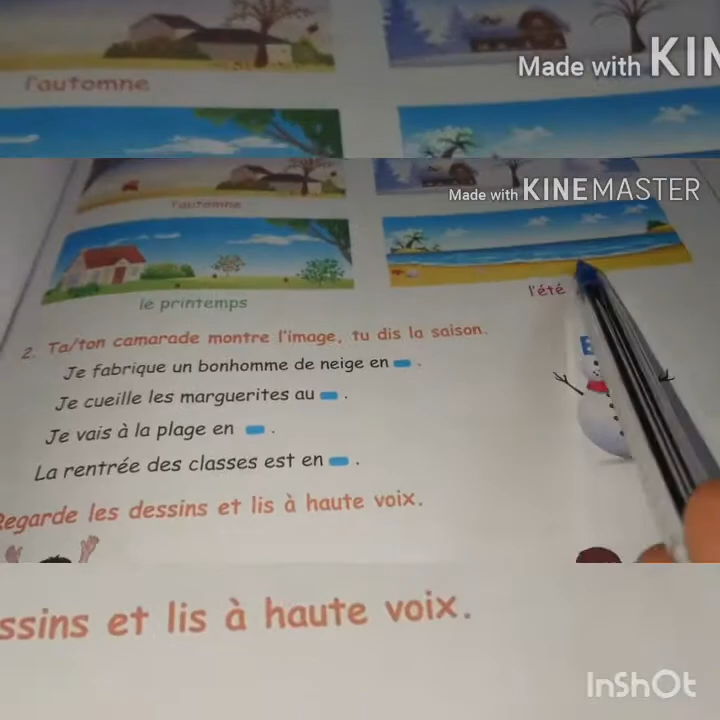 l'automne
Made with KIN
l'automne
Made with KINEMASTER
le printemps
l'été
2. Ta/ton camarade montre l'image, tu dis la saison.
Je fabrique un bonhomme de neige en .
Je cueille les marguerites au .
Je vais à la plage en .
La rentrée des classes est en .
Regarde les dessins et lis à haute voix.
ssins et lis à haute voix.
InShOt